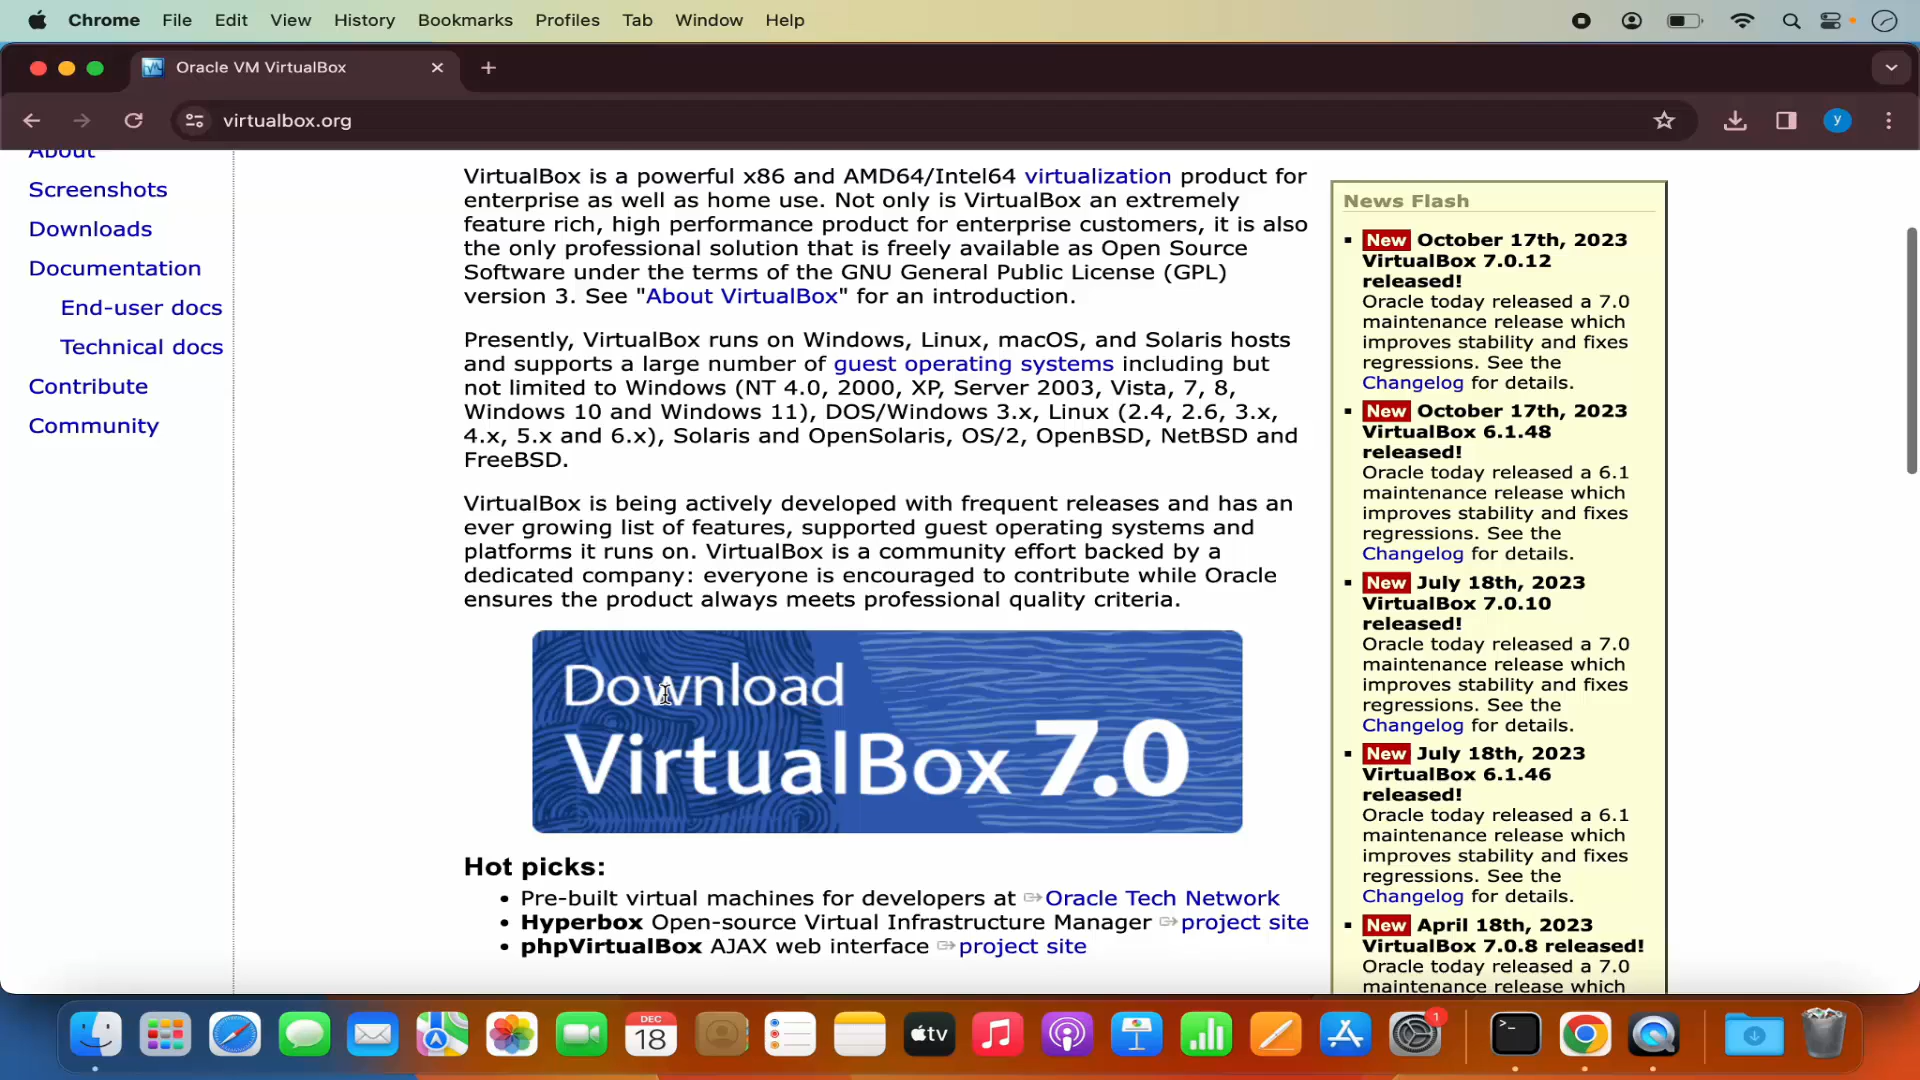 Chrome File Edit View History Bookmarks Profiles Tab Window Help
Oracle VM VirtualBox
virtualbox.org
y
About
Screenshots
Downloads
Documentation
End-user docs
Technical docs
Contribute
Community
VirtualBox is a powerful x86 and AMD64/Intel64 virtualization product for
enterprise as well as home use. Not only is VirtualBox an extremely
feature rich, high performance product for enterprise customers, it is also
the only professional solution that is freely available as Open Source
Software under the terms of the GNU General Public License (GPL)
version 3. See "About VirtualBox" for an introduction.
Presently, VirtualBox runs on Windows, Linux, macOS, and Solaris hosts
and supports a large number of guest operating systems including but
not limited to Windows (NT 4.0, 2000, XP, Server 2003, Vista, 7, 8,
Windows 10 and Windows 11), DOS/Windows 3.x, Linux (2.4, 2.6, 3.x,
4.x, 5.x and 6.x), Solaris and OpenSolaris, OS/2, OpenBSD, NetBSD and
FreeBSD.
VirtualBox is being actively developed with frequent releases and has an
ever growing list of features, supported guest operating systems and
platforms it runs on. VirtualBox is a community effort backed by a
dedicated company: everyone is encouraged to contribute while Oracle
ensures the product always meets professional quality criteria.
Download
VirtualBox 7.0
Hot picks:
Pre-built virtual machines for developers at Oracle Tech Network
Hyperbox Open-source Virtual Infrastructure Manager project site
phpVirtualBox AJAX web interface project site
News Flash
New October 17th, 2023
VirtualBox 7.0.12
released!
Oracle today released a 7.0
maintenance release which
improves stability and fixes
regressions. See the
Changelog for details.
New October 17th, 2023
VirtualBox 6.1.48
released!
Oracle today released a 6.1
maintenance release which
improves stability and fixes
regressions. See the
Changelog for details.
New July 18th, 2023
VirtualBox 7.0.10
released!
Oracle today released a 7.0
maintenance release which
improves stability and fixes
regressions. See the
Changelog for details.
New July 18th, 2023
VirtualBox 6.1.46
released!
Oracle today released a 6.1
maintenance release which
improves stability and fixes
regressions. See the
Changelog for details.
New April 18th, 2023
VirtualBox 7.0.8 released!
Oracle today released a 7.0
maintenance release which
DEC
18
tv
1